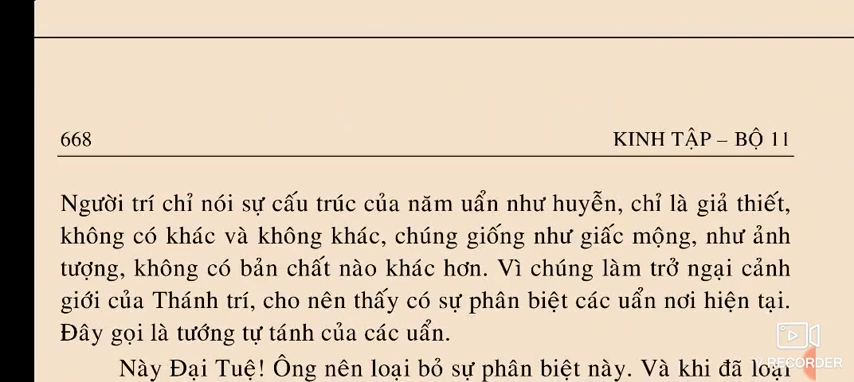 668
KINH TẬP – BỘ 11
Người trí chỉ nói sự cấu trúc của năm uẩn như huyễn, chỉ là giả thiết,
không có khác và không khác, chúng giống như giấc mộng, như ảnh
tượng, không có bản chất nào khác hơn. Vì chúng làm trở ngại cảnh
giới của Thánh trí, cho nên thấy có sự phân biệt các uẩn nơi hiện tại.
Đây gọi là tướng tự tánh của các uẩn.
Này Đại Tuệ! Ông nên loại bỏ sự phân biệt này. Và khi đã loại
V-RECORDER